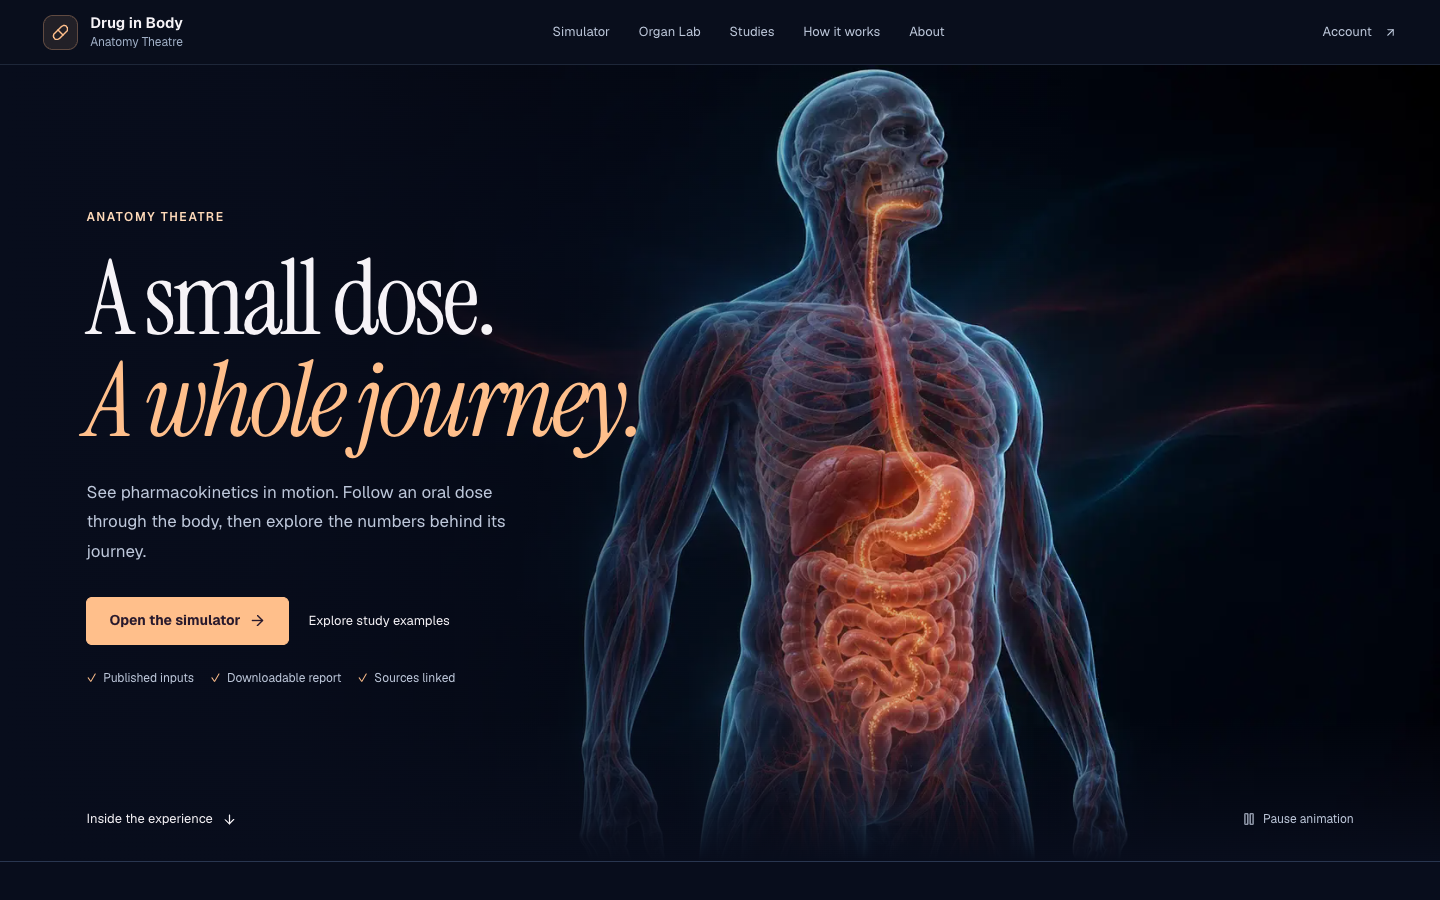 Drug in Body
Anatomy Theatre
Simulator
Organ Lab
Studies
How it works
About
Account
ANATOMY THEATRE
A small dose.
A whole journey.
See pharmacokinetics in motion. Follow an oral dose
through the body, then explore the numbers behind its
journey.
Open the simulator
Explore study examples
Published inputs
Downloadable report
Sources linked
Inside the experience
Pause animation